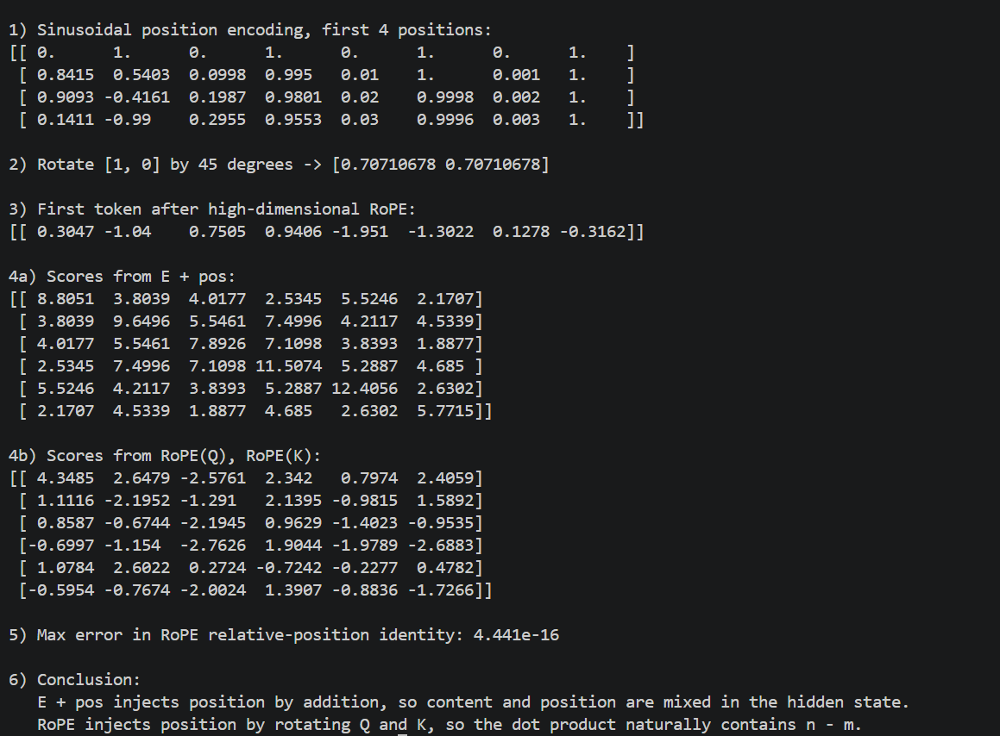 1) Sinusoidal position encoding, first 4 positions:
[[ 0.      1.      0.      1.      0.      1.      0.      1.    ]
 [ 0.8415  0.5403  0.0998  0.995   0.01    1.      0.001   1.    ]
 [ 0.9093 -0.4161  0.1987  0.9801  0.02    0.9998  0.002   1.    ]
 [ 0.1411 -0.99    0.2955  0.9553  0.03    0.9996  0.003   1.    ]]
2) Rotate [1, 0] by 45 degrees -> [0.70710678 0.70710678]
3) First token after high-dimensional RoPE:
[[ 0.3047 -1.04    0.7505  0.9406 -1.951  -1.3022  0.1278 -0.3162]]
4a) Scores from E + pos:
[[ 8.8051  3.8039  4.0177  2.5345  5.5246  2.1707]
 [ 3.8039  9.6496  5.5461  7.4996  4.2117  4.5339]
 [ 4.0177  5.5461  7.8926  7.1098  3.8393  1.8877]
 [ 2.5345  7.4996  7.1098 11.5074  5.2887  4.685 ]
 [ 5.5246  4.2117  3.8393  5.2887 12.4056  2.6302]
 [ 2.1707  4.5339  1.8877  4.685   2.6302  5.7715]]
4b) Scores from RoPE(Q), RoPE(K):
[[ 4.3485  2.6479 -2.5761  2.342   0.7974  2.4059]
 [ 1.1116 -2.1952 -1.291   2.1395 -0.9815  1.5892]
 [ 0.8587 -0.6744 -2.1945  0.9629 -1.4023 -0.9535]
 [-0.6997 -1.154  -2.7626  1.9044 -1.9789 -2.6883]
 [ 1.0784  2.6022  0.2724 -0.7242 -0.2277  0.4782]
 [-0.5954 -0.7674 -2.0024  1.3907 -0.8836 -1.7266]]
5) Max error in RoPE relative-position identity: 4.441e-16
6) Conclusion:
   E + pos injects position by addition, so content and position are mixed in the hidden state.
   RoPE injects position by rotating Q and K, so the dot product naturally contains n - m.